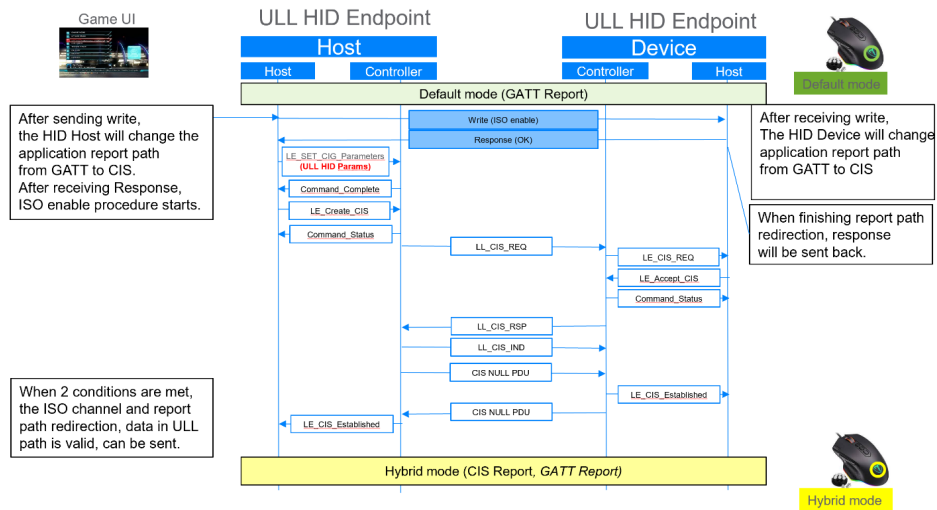 Game UI
ULL HID Endpoint
ULL HID Endpoint
Host
Device
Host
Controller
Controller
Host
Default mode
Default mode (GATT Report)
After sending write,
the HID Host will change the
application report path
from GATT to CIS.
After receiving Response,
ISO enable procedure starts.
Write (ISO enable)
Response (OK)
After receiving write,
The HID Device will change
application report path
from GATT to CIS
LE_SET_CIG_Parameters
(ULL HID Params)
Command_Complete
LE_Create_CIS
Command_Status
When finishing report path
redirection, response
will be sent back.
LL_CIS_REQ
LE_CIS_REQ
LE_Accept_CIS
Command_Status
LL_CIS_RSP
LL_CIS_IND
CIS NULL PDU
LE_CIS_Established
CIS NULL PDU
LE_CIS_Established
When 2 conditions are met,
the ISO channel and report
path redirection, data in ULL
path is valid, can be sent.
Hybrid mode (CIS Report, GATT Report)
Hybrid mode